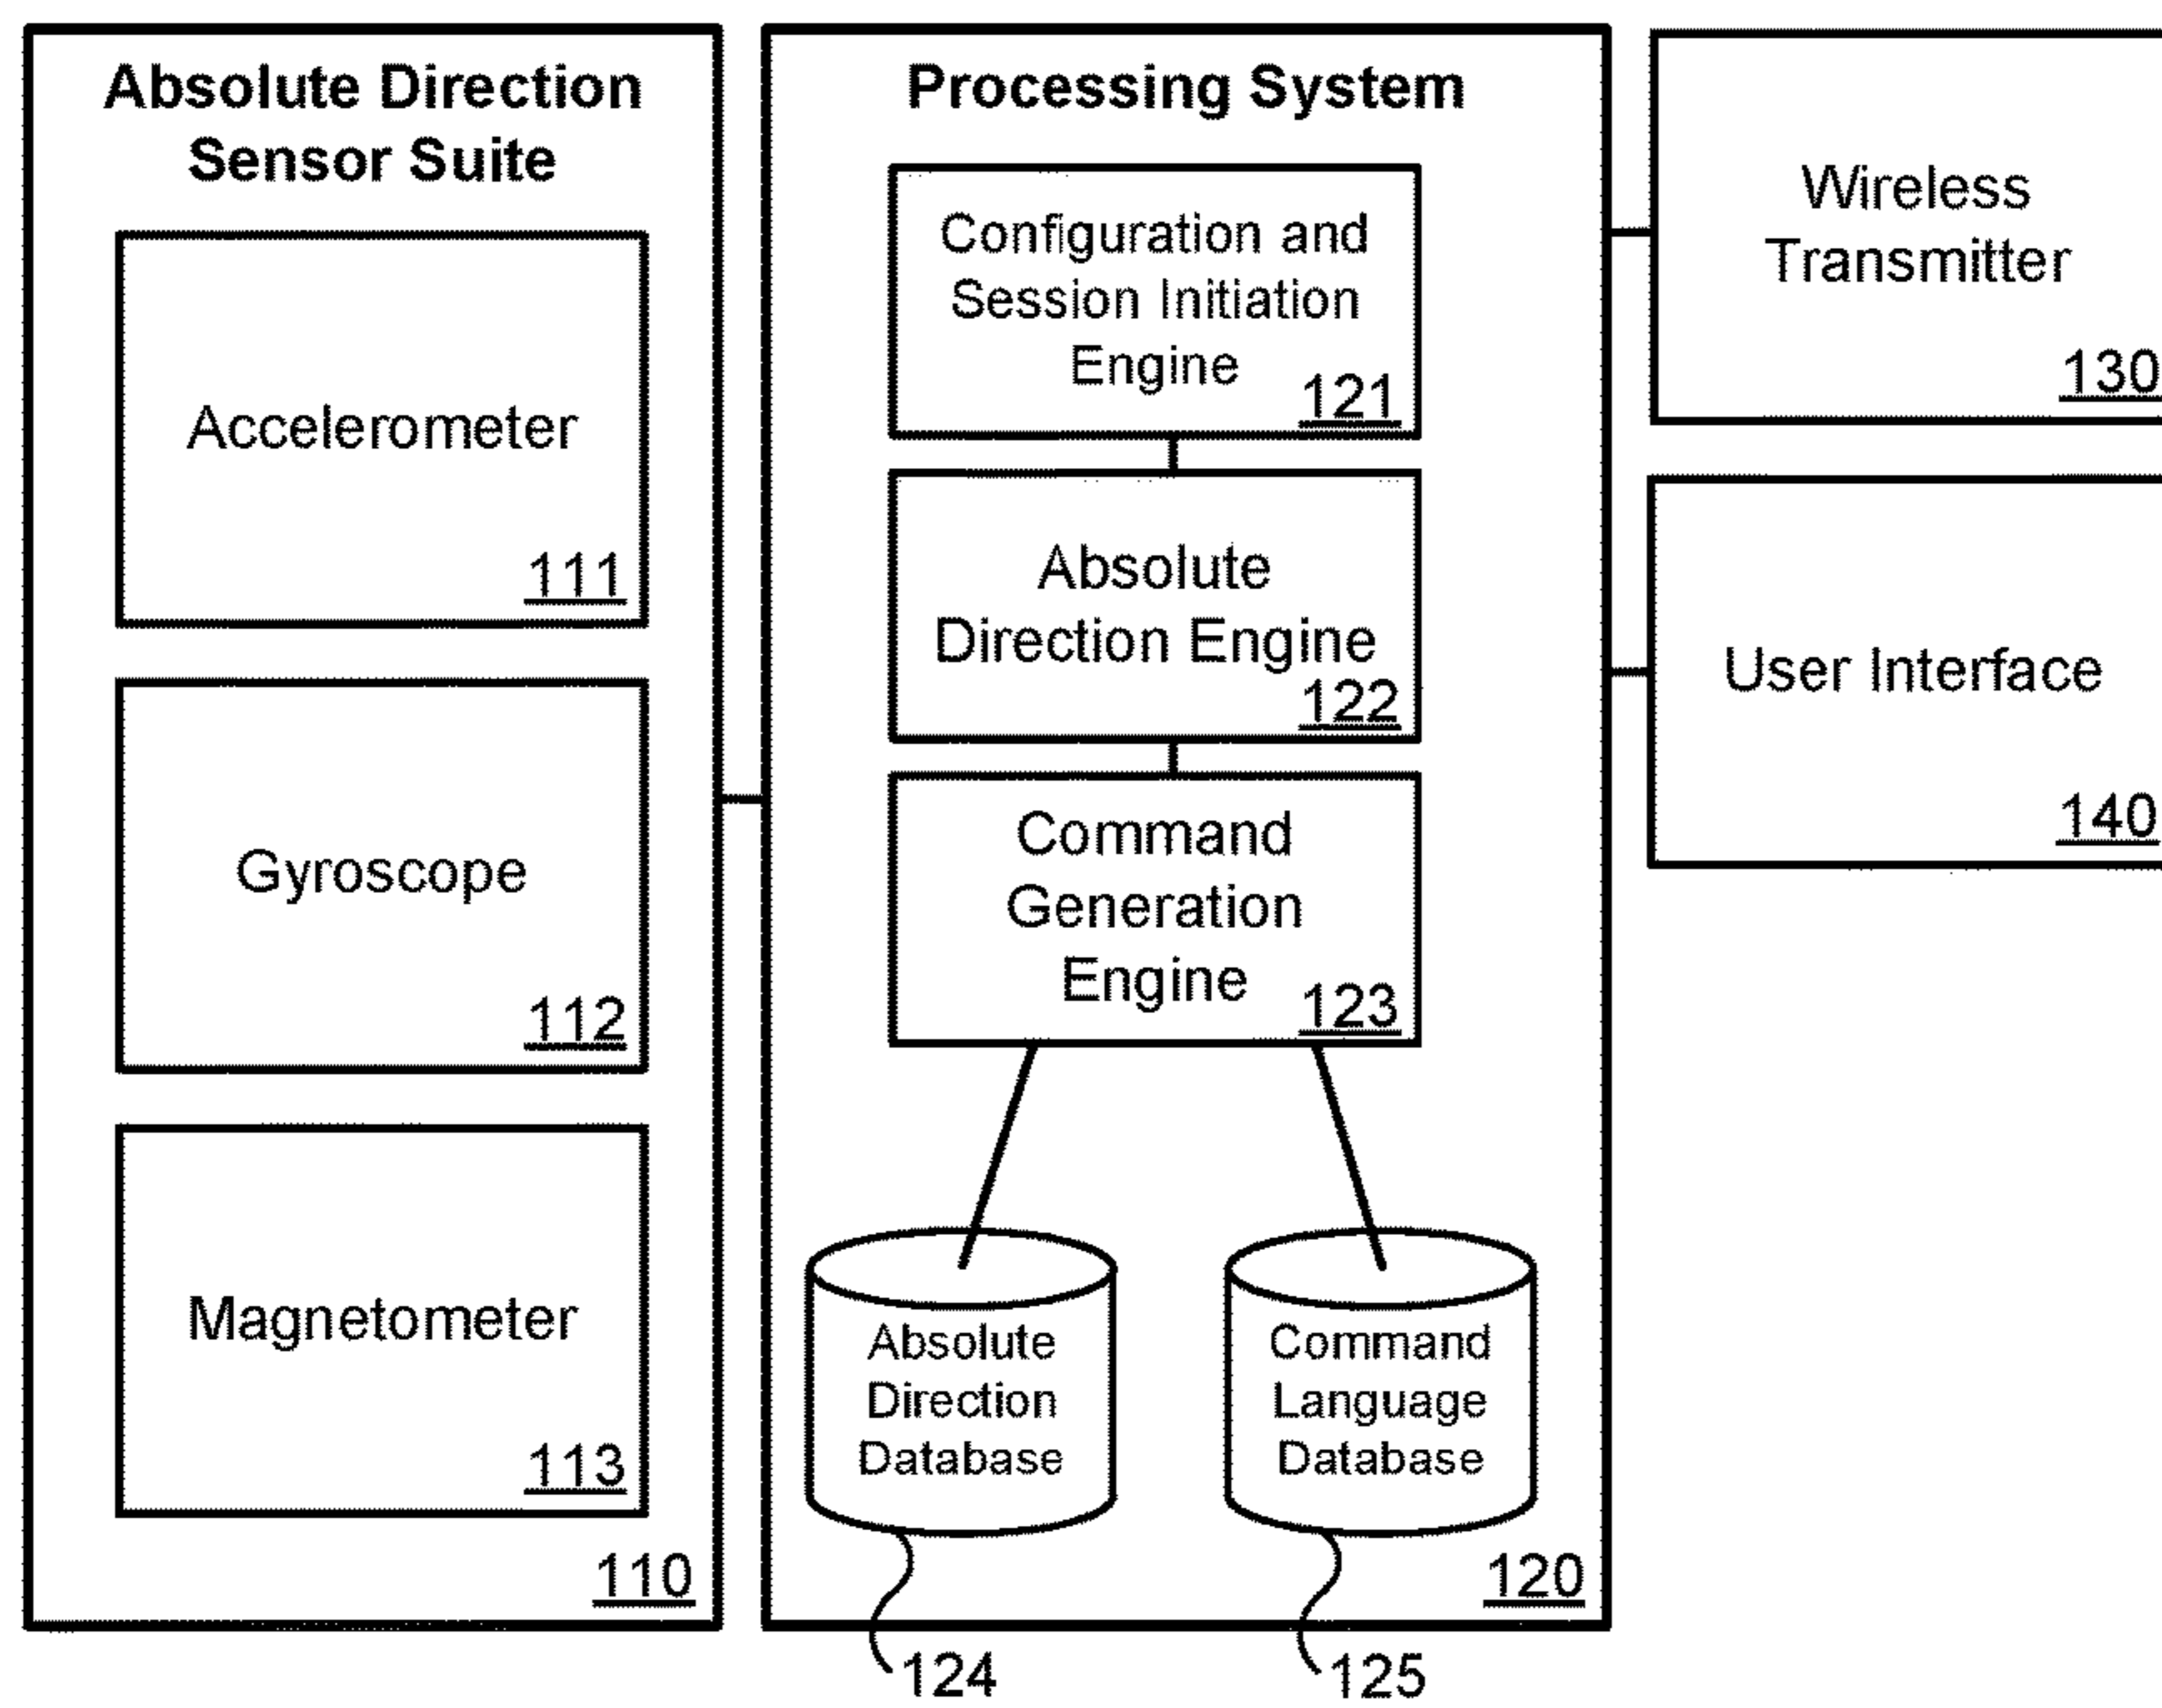 Absolute Direction
Sensor Suite
Accelerometer
111
Gyroscope
112
Magnetometer
113
110
Processing System
Configuration and
Session Initiation
Engine
121
Absolute
Direction Engine
122
Command
Generation
Engine
123
Absolute
Direction
Database
Command
Language
Database
120
124
125
Wireless
Transmitter
130
User Interface
140